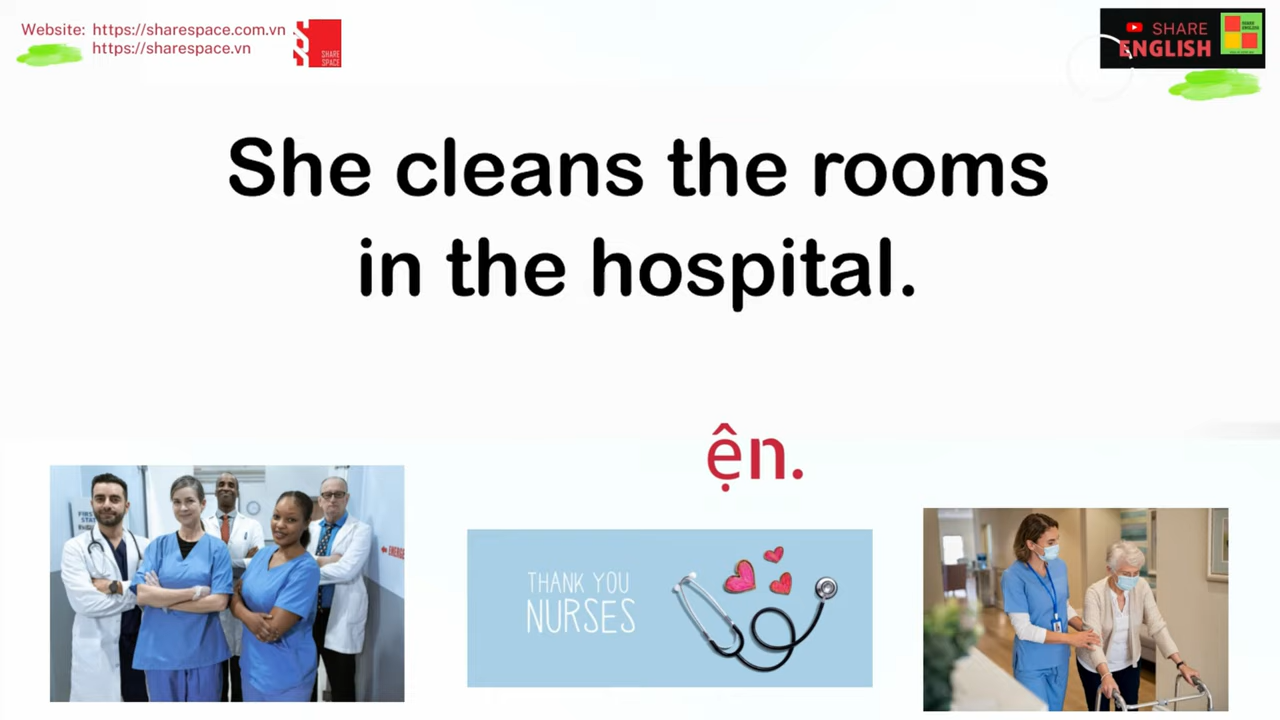 Website: https://sharespace.com.vn
https://sharespace.vn
SHARE
SPACE
SHARE
ENGLISH
She cleans the rooms
in the hospital.
ện.
THANK YOU
NURSES